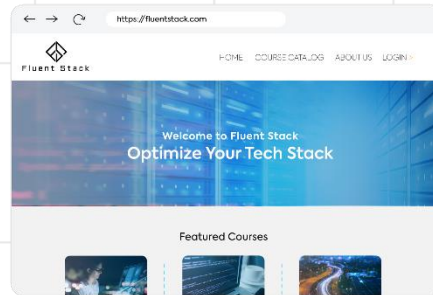 https://fluentstack.com
Fluent Stack
HOME COURSE CATALOG ABOUT US LOGIN
Welcome to Fluent Stack
Optimize Your Tech Stack
Featured Courses